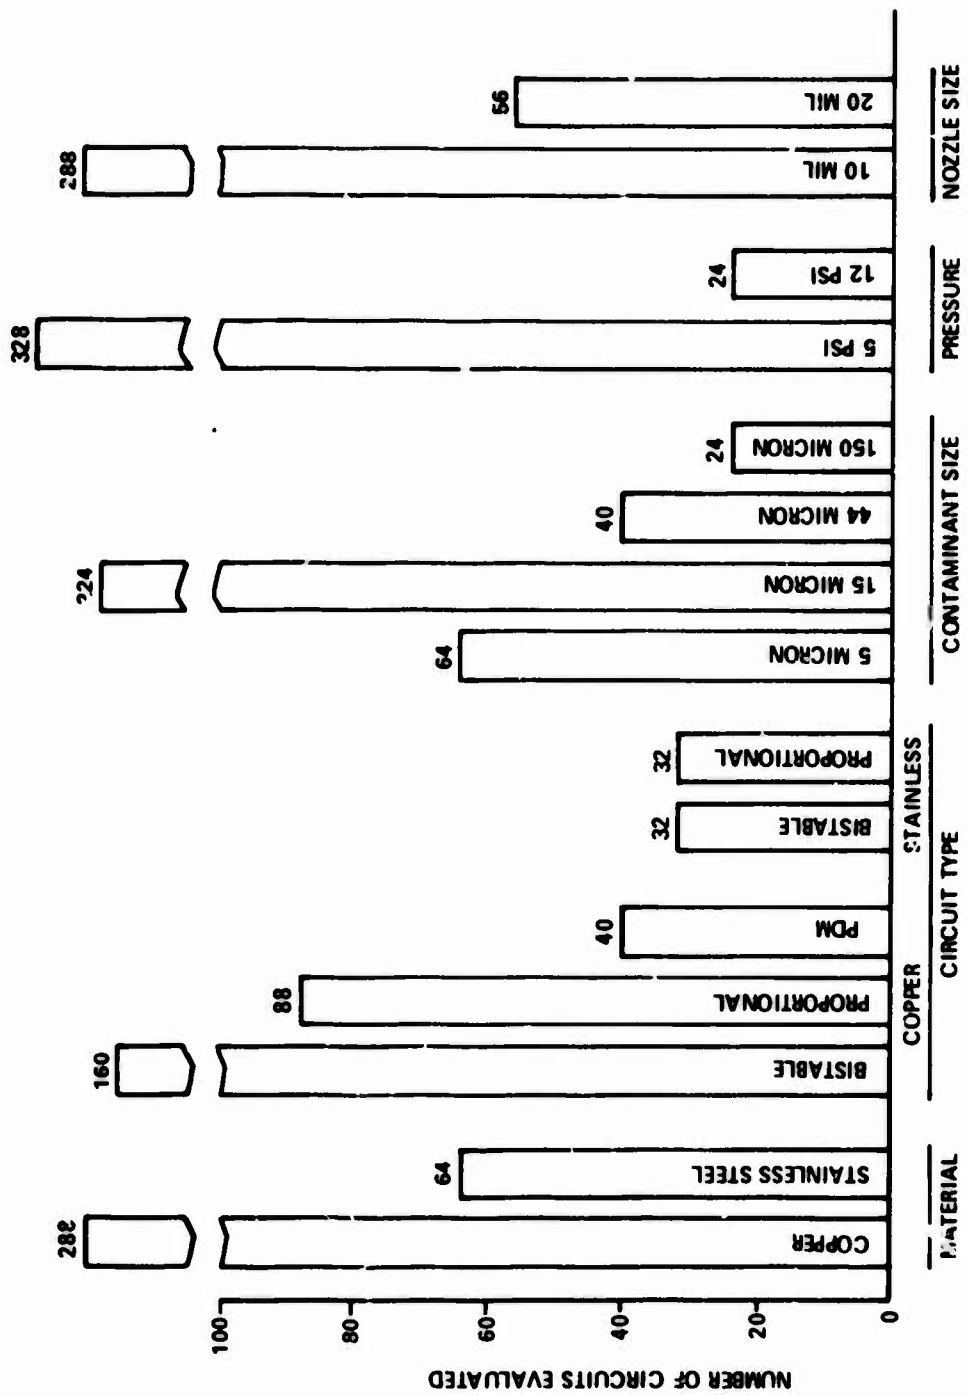 NUMBER OF CIRCUITS EVALUATED
100
80
60
40
20
0
288
COPPER
64
STAINLESS STEEL
MATERIAL
160
BISTABLE
88
PROPORTIONAL
40
PDM
COPPER
32
BISTABLE
32
PROPORTIONAL
STAINLESS
CIRCUIT TYPE
64
5 MICRON
224
15 MICRON
40
44 MICRON
24
150 MICRON
CONTAMINANT SIZE
328
5 PSI
24
12 PSI
PRESSURE
288
10 MIL
56
20 MIL
NOZZLE SIZE